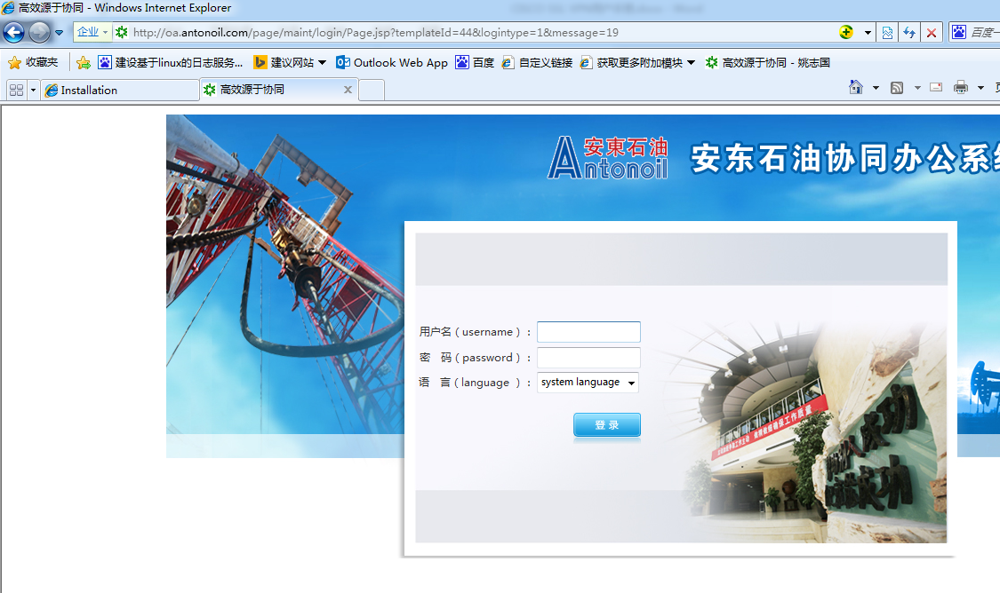 高效源于协同 - Windows Internet Explorer
企业 http://oa.antonoil.com/page/maint/login/Page.jsp?templateId=44&logintype=1&message=19 百度
收藏夹 建设基于linux的日志服务... 建议网站 Outlook Web App 百度 自定义链接 获取更多附加模块 高效源于协同 - 姚志国
Installation 高效源于协同
安東石油
Antonoil
安东石油协同办公系
用户名 ( username ) :
密 码 ( password ) :
语 言 ( language ) : system language
登 录